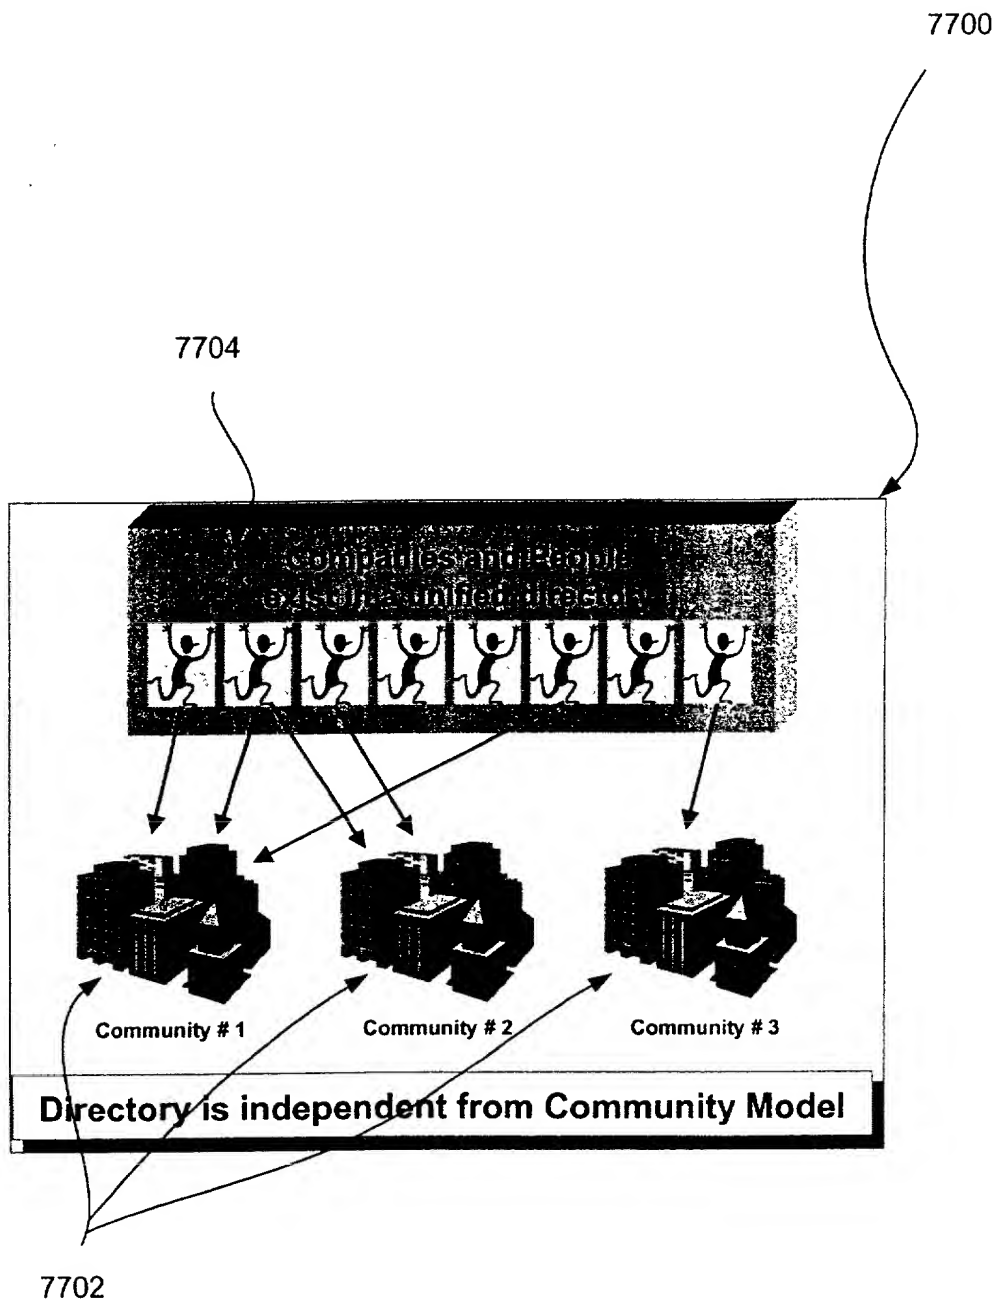 7700
7704
Companies and People
exist in a unified directory
Community # 1
Community # 2
Community # 3
Directory is independent from Community Model
7702